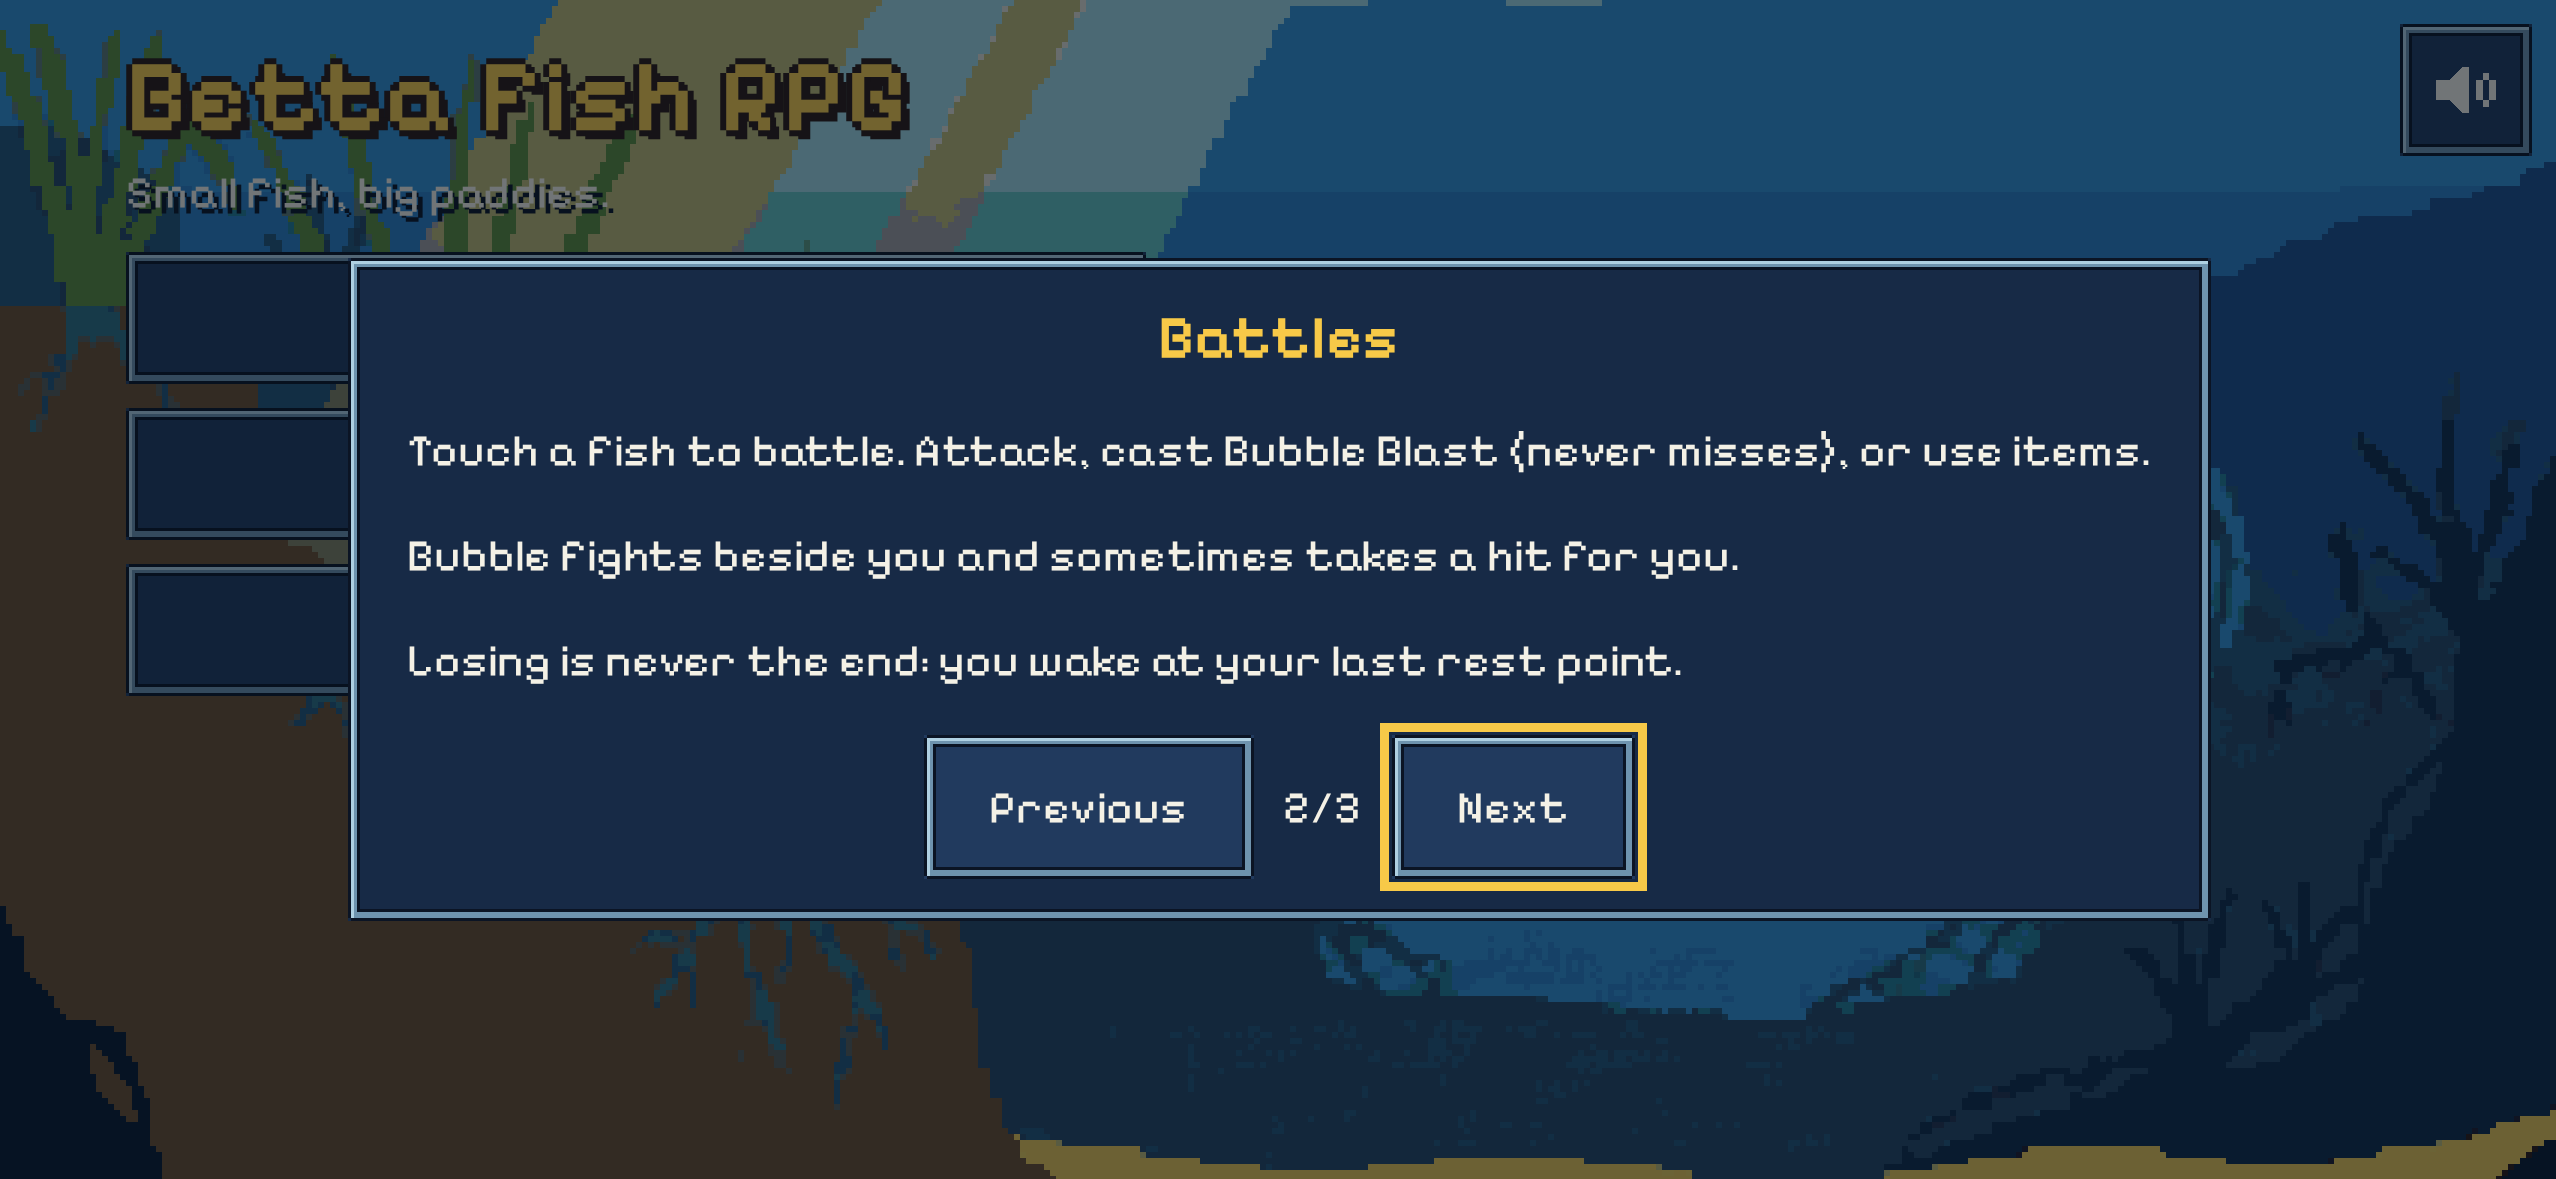 Betta Fish RPG
Small fish, big paddies.
Battles
Touch a fish to battle. Attack, cast Bubble Blast (never misses), or use items.
Bubble fights beside you and sometimes takes a hit for you.
Losing is never the end: you wake at your last rest point.
Previous
2/3
Next